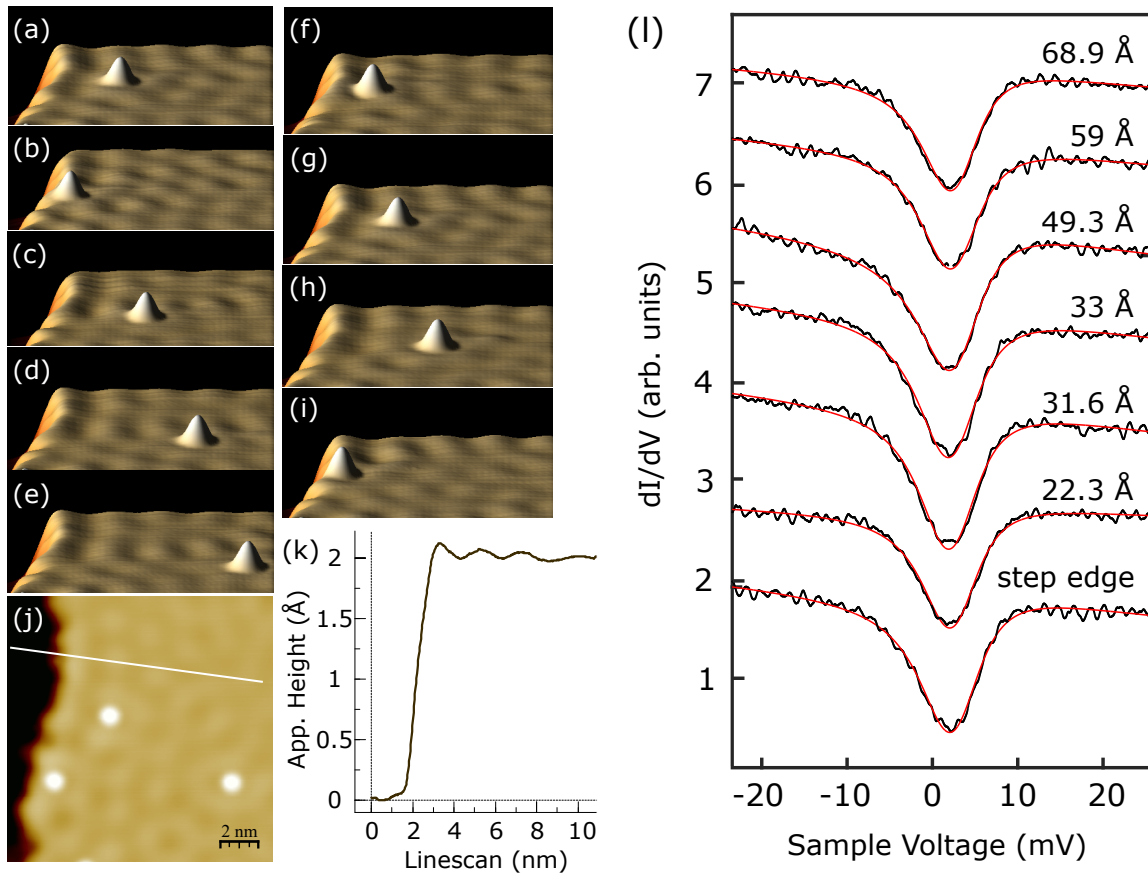 (a)
(b)
(c)
(d)
(e)
(f)
(g)
(h)
(i)
(j)
2 nm
(k)
App. Height (Å)
2
1.5
1
0.5
0
0 2 4 6 8 10
Linescan (nm)
(l)
dI/dV (arb. units)
7
6
5
4
3
2
1
68.9 Å
59 Å
49.3 Å
33 Å
31.6 Å
22.3 Å
step edge
-20 -10 0 10 20
Sample Voltage (mV)